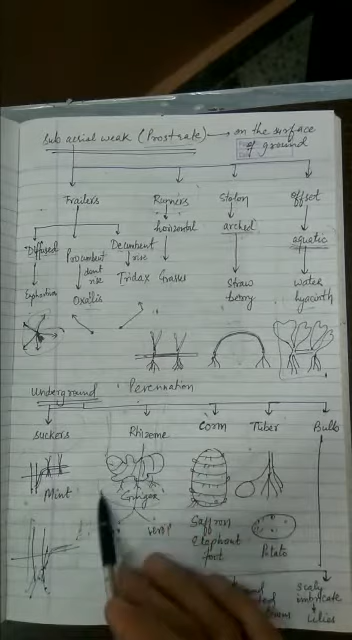 Sub aerial weak (Prostrate) → on the surface
of ground
Trailers Runners Stolon offset
Diffused Procumbent Decumbent horizontal arched aquatic
dont rise rise
Euphorbia Oxallis Tridax Grasses Straw berry water hyacinth
Underground Perennation
suckers Rhizome Corm Tuber Bulb
Mint Ginger
Saffron
elephant
foot
Potato
Scaly
imbricate
Lilies